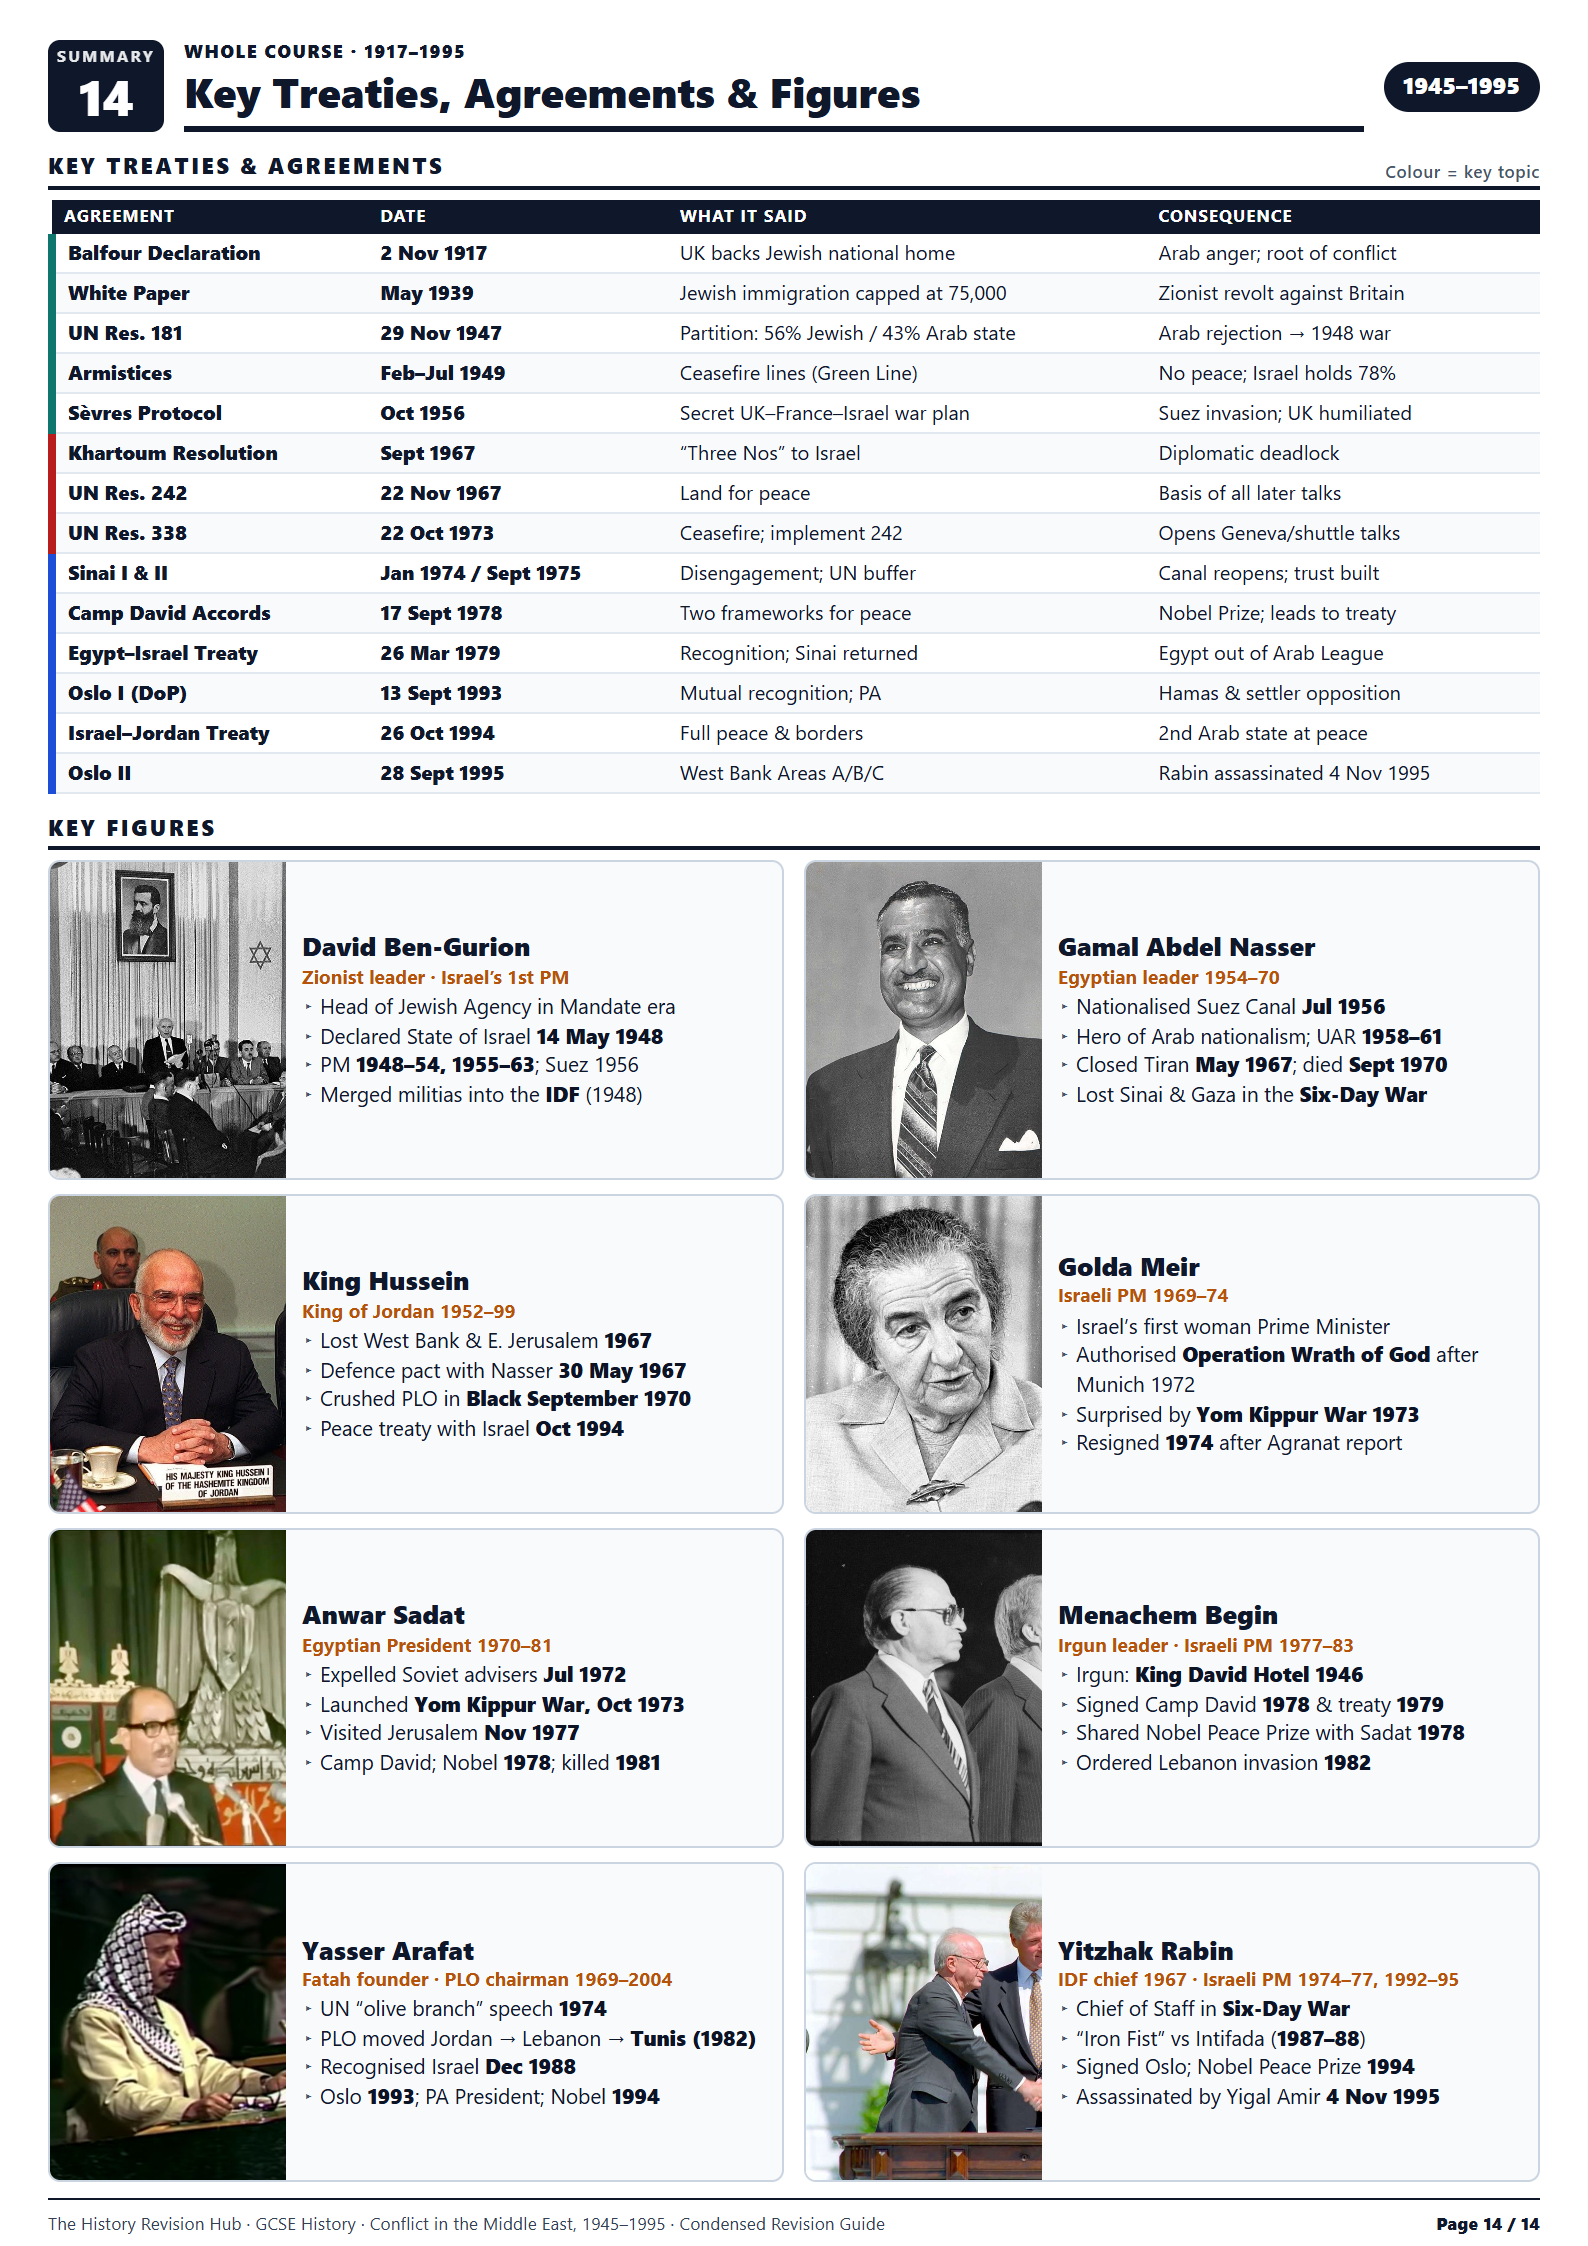 SUMMARY
14
WHOLE COURSE · 1917–1995
Key Treaties, Agreements & Figures
1945–1995
KEY TREATIES & AGREEMENTS
Colour = key topic
AGREEMENT DATE WHAT IT SAID CONSEQUENCE
Balfour Declaration 2 Nov 1917 UK backs Jewish national home Arab anger; root of conflict
White Paper May 1939 Jewish immigration capped at 75,000 Zionist revolt against Britain
UN Res. 181 29 Nov 1947 Partition: 56% Jewish / 43% Arab state Arab rejection → 1948 war
Armistices Feb–Jul 1949 Ceasefire lines (Green Line) No peace; Israel holds 78%
Sèvres Protocol Oct 1956 Secret UK–France–Israel war plan Suez invasion; UK humiliated
Khartoum Resolution Sept 1967 “Three Nos” to Israel Diplomatic deadlock
UN Res. 242 22 Nov 1967 Land for peace Basis of all later talks
UN Res. 338 22 Oct 1973 Ceasefire; implement 242 Opens Geneva/shuttle talks
Sinai I & II Jan 1974 / Sept 1975 Disengagement; UN buffer Canal reopens; trust built
Camp David Accords 17 Sept 1978 Two frameworks for peace Nobel Prize; leads to treaty
Egypt–Israel Treaty 26 Mar 1979 Recognition; Sinai returned Egypt out of Arab League
Oslo I (DoP) 13 Sept 1993 Mutual recognition; PA Hamas & settler opposition
Israel–Jordan Treaty 26 Oct 1994 Full peace & borders 2nd Arab state at peace
Oslo II 28 Sept 1995 West Bank Areas A/B/C Rabin assassinated 4 Nov 1995
KEY FIGURES
David Ben-Gurion
Zionist leader · Israel’s 1st PM
‣ Head of Jewish Agency in Mandate era
‣ Declared State of Israel 14 May 1948
‣ PM 1948–54, 1955–63; Suez 1956
‣ Merged militias into the IDF (1948)
Gamal Abdel Nasser
Egyptian leader 1954–70
‣ Nationalised Suez Canal Jul 1956
‣ Hero of Arab nationalism; UAR 1958–61
‣ Closed Tiran May 1967; died Sept 1970
‣ Lost Sinai & Gaza in the Six-Day War
HIS MAJESTY KING HUSSEIN I
OF THE HASHEMITE KINGDOM
OF JORDAN
King Hussein
King of Jordan 1952–99
‣ Lost West Bank & E. Jerusalem 1967
‣ Defence pact with Nasser 30 May 1967
‣ Crushed PLO in Black September 1970
‣ Peace treaty with Israel Oct 1994
Golda Meir
Israeli PM 1969–74
‣ Israel’s first woman Prime Minister
‣ Authorised Operation Wrath of God after
Munich 1972
‣ Surprised by Yom Kippur War 1973
‣ Resigned 1974 after Agranat report
Anwar Sadat
Egyptian President 1970–81
‣ Expelled Soviet advisers Jul 1972
‣ Launched Yom Kippur War, Oct 1973
‣ Visited Jerusalem Nov 1977
‣ Camp David; Nobel 1978; killed 1981
Menachem Begin
Irgun leader · Israeli PM 1977–83
‣ Irgun: King David Hotel 1946
‣ Signed Camp David 1978 & treaty 1979
‣ Shared Nobel Peace Prize with Sadat 1978
‣ Ordered Lebanon invasion 1982
Yasser Arafat
Fatah founder · PLO chairman 1969–2004
‣ UN “olive branch” speech 1974
‣ PLO moved Jordan → Lebanon → Tunis (1982)
‣ Recognised Israel Dec 1988
‣ Oslo 1993; PA President; Nobel 1994
Yitzhak Rabin
IDF chief 1967 · Israeli PM 1974–77, 1992–95
‣ Chief of Staff in Six-Day War
‣ “Iron Fist” vs Intifada (1987–88)
‣ Signed Oslo; Nobel Peace Prize 1994
‣ Assassinated by Yigal Amir 4 Nov 1995
The History Revision Hub · GCSE History · Conflict in the Middle East, 1945–1995 · Condensed Revision Guide
Page 14 / 14